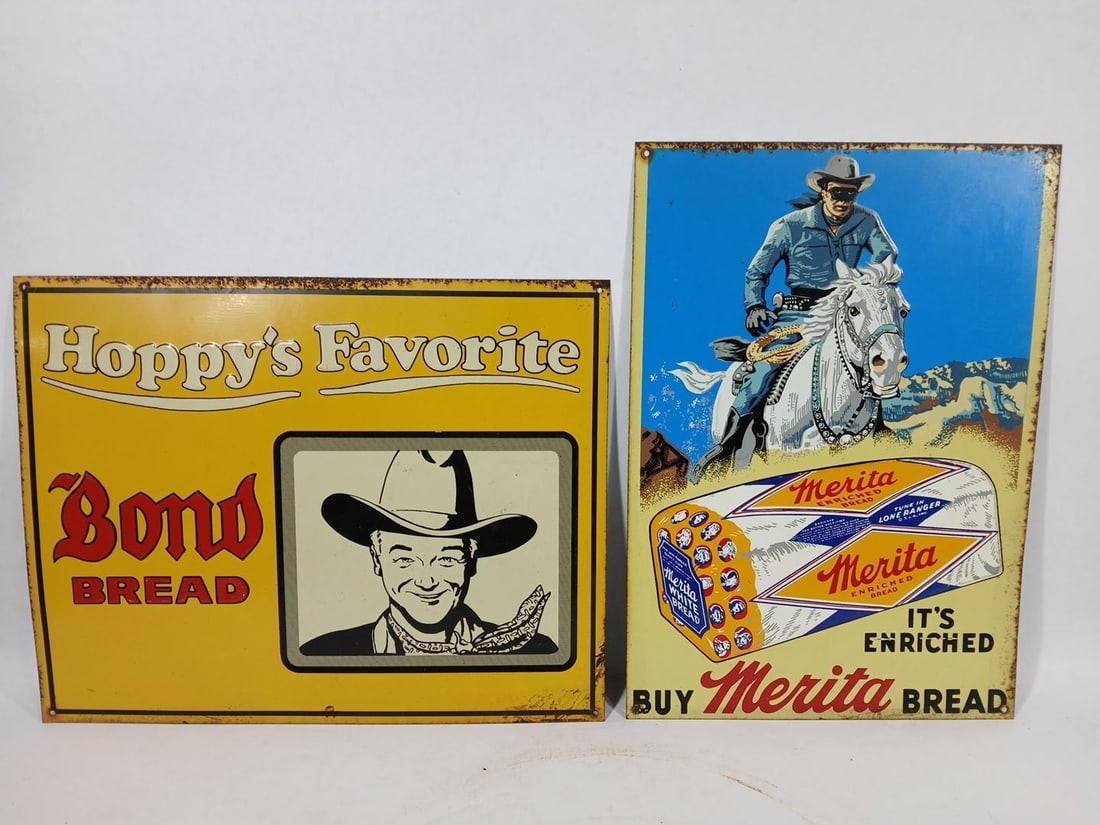 Hoppy's Favorite
Bond
BREAD
Merita
ENRICHED
BREAD
TUNE IN
LONE RANGER
Merita
ENRICHED
BREAD
Merita
WHITE
BREAD
IT'S
ENRICHED
BUY Merita BREAD